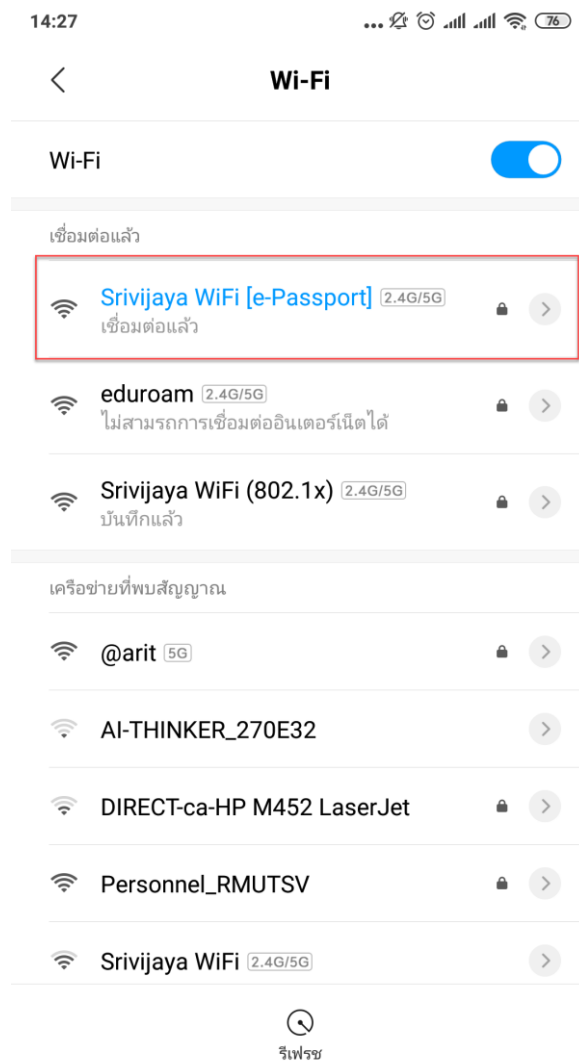 14:27
76
Wi-Fi
Wi-Fi
เชื่อมต่อแล้ว
Srivijaya WiFi [e-Passport] 2.4G/5G
เชื่อมต่อแล้ว
eduroam 2.4G/5G
ไม่สามรถการเชื่อมต่ออินเตอร์เน็ตได้
Srivijaya WiFi (802.1x) 2.4G/5G
บันทึกแล้ว
เครือข่ายที่พบสัญญาณ
@arit 5G
AI-THINKER_270E32
DIRECT-ca-HP M452 LaserJet
Personnel_RMUTSV
Srivijaya WiFi 2.4G/5G
รีเฟรช